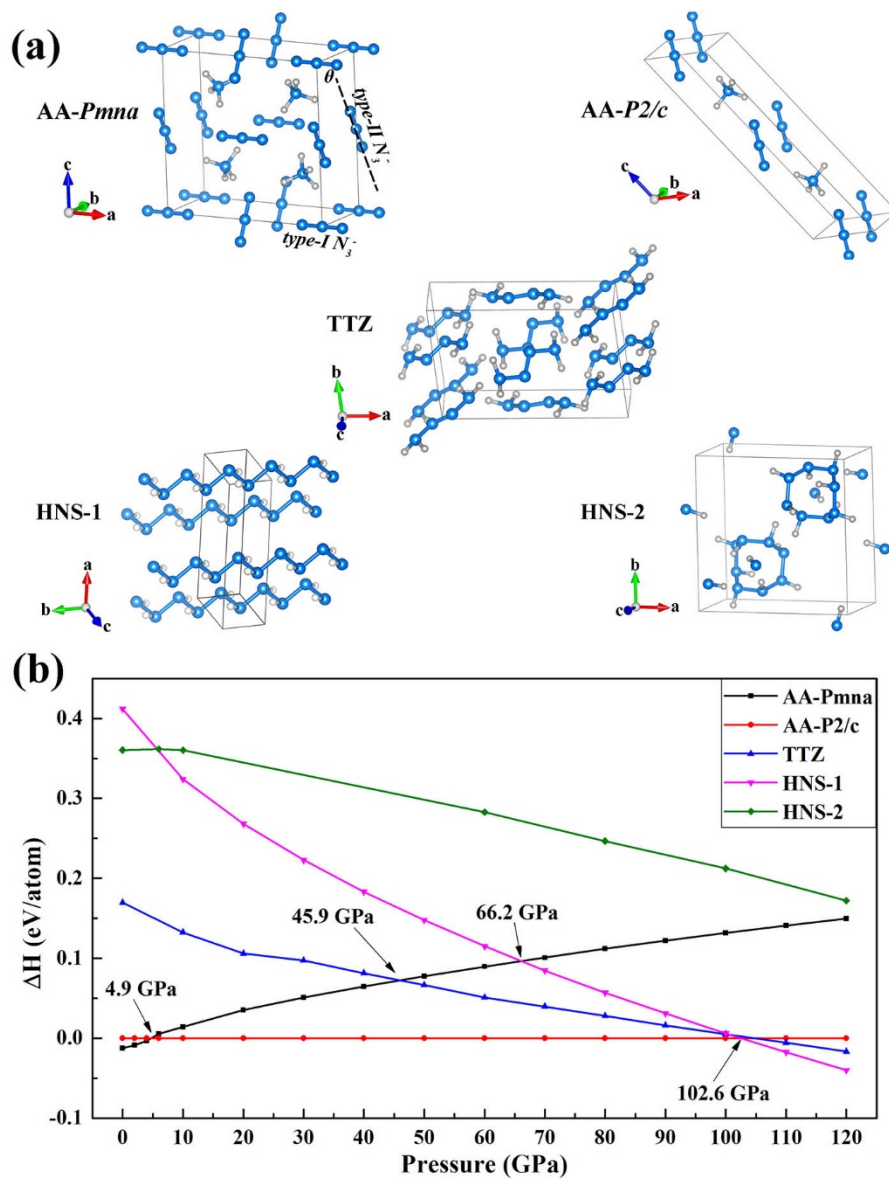 (a)
AA-Pmna
θ
type-II N₃⁻
type-I N₃⁻
c
b
a
AA-P2/c
c
b
a
TTZ
b
a
c
HNS-1
a
b
c
HNS-2
b
c
a
(b)
0.4
0.3
0.2
0.1
0.0
-0.1
ΔH (eV/atom)
AA-Pmna
AA-P2/c
TTZ
HNS-1
HNS-2
4.9 GPa
45.9 GPa
66.2 GPa
102.6 GPa
0 10 20 30 40 50 60 70 80 90 100 110 120
Pressure (GPa)